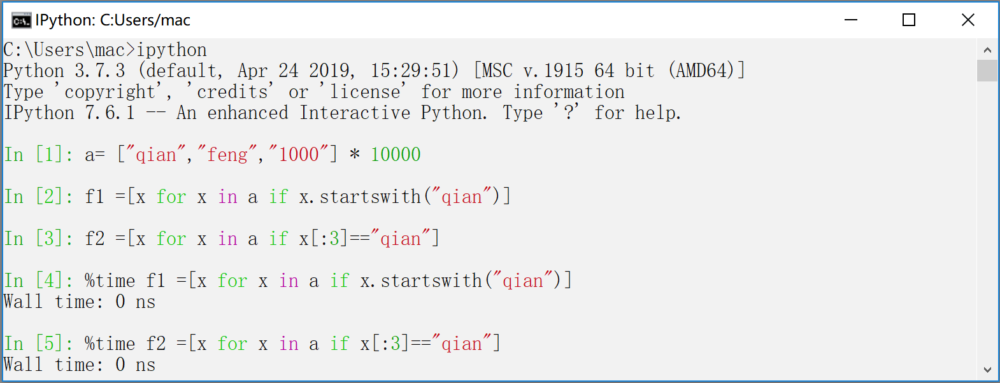 IPython: C:Users/mac
C:\Users\mac>ipython
Python 3.7.3 (default, Apr 24 2019, 15:29:51) [MSC v.1915 64 bit (AMD64)]
Type 'copyright', 'credits' or 'license' for more information
IPython 7.6.1 -- An enhanced Interactive Python. Type '?' for help.
In [1]: a= ["qian","feng","1000"] * 10000
In [2]: f1 =[x for x in a if x.startswith("qian")]
In [3]: f2 =[x for x in a if x[:3]=="qian"]
In [4]: %time f1 =[x for x in a if x.startswith("qian")]
Wall time: 0 ns
In [5]: %time f2 =[x for x in a if x[:3]=="qian"]
Wall time: 0 ns